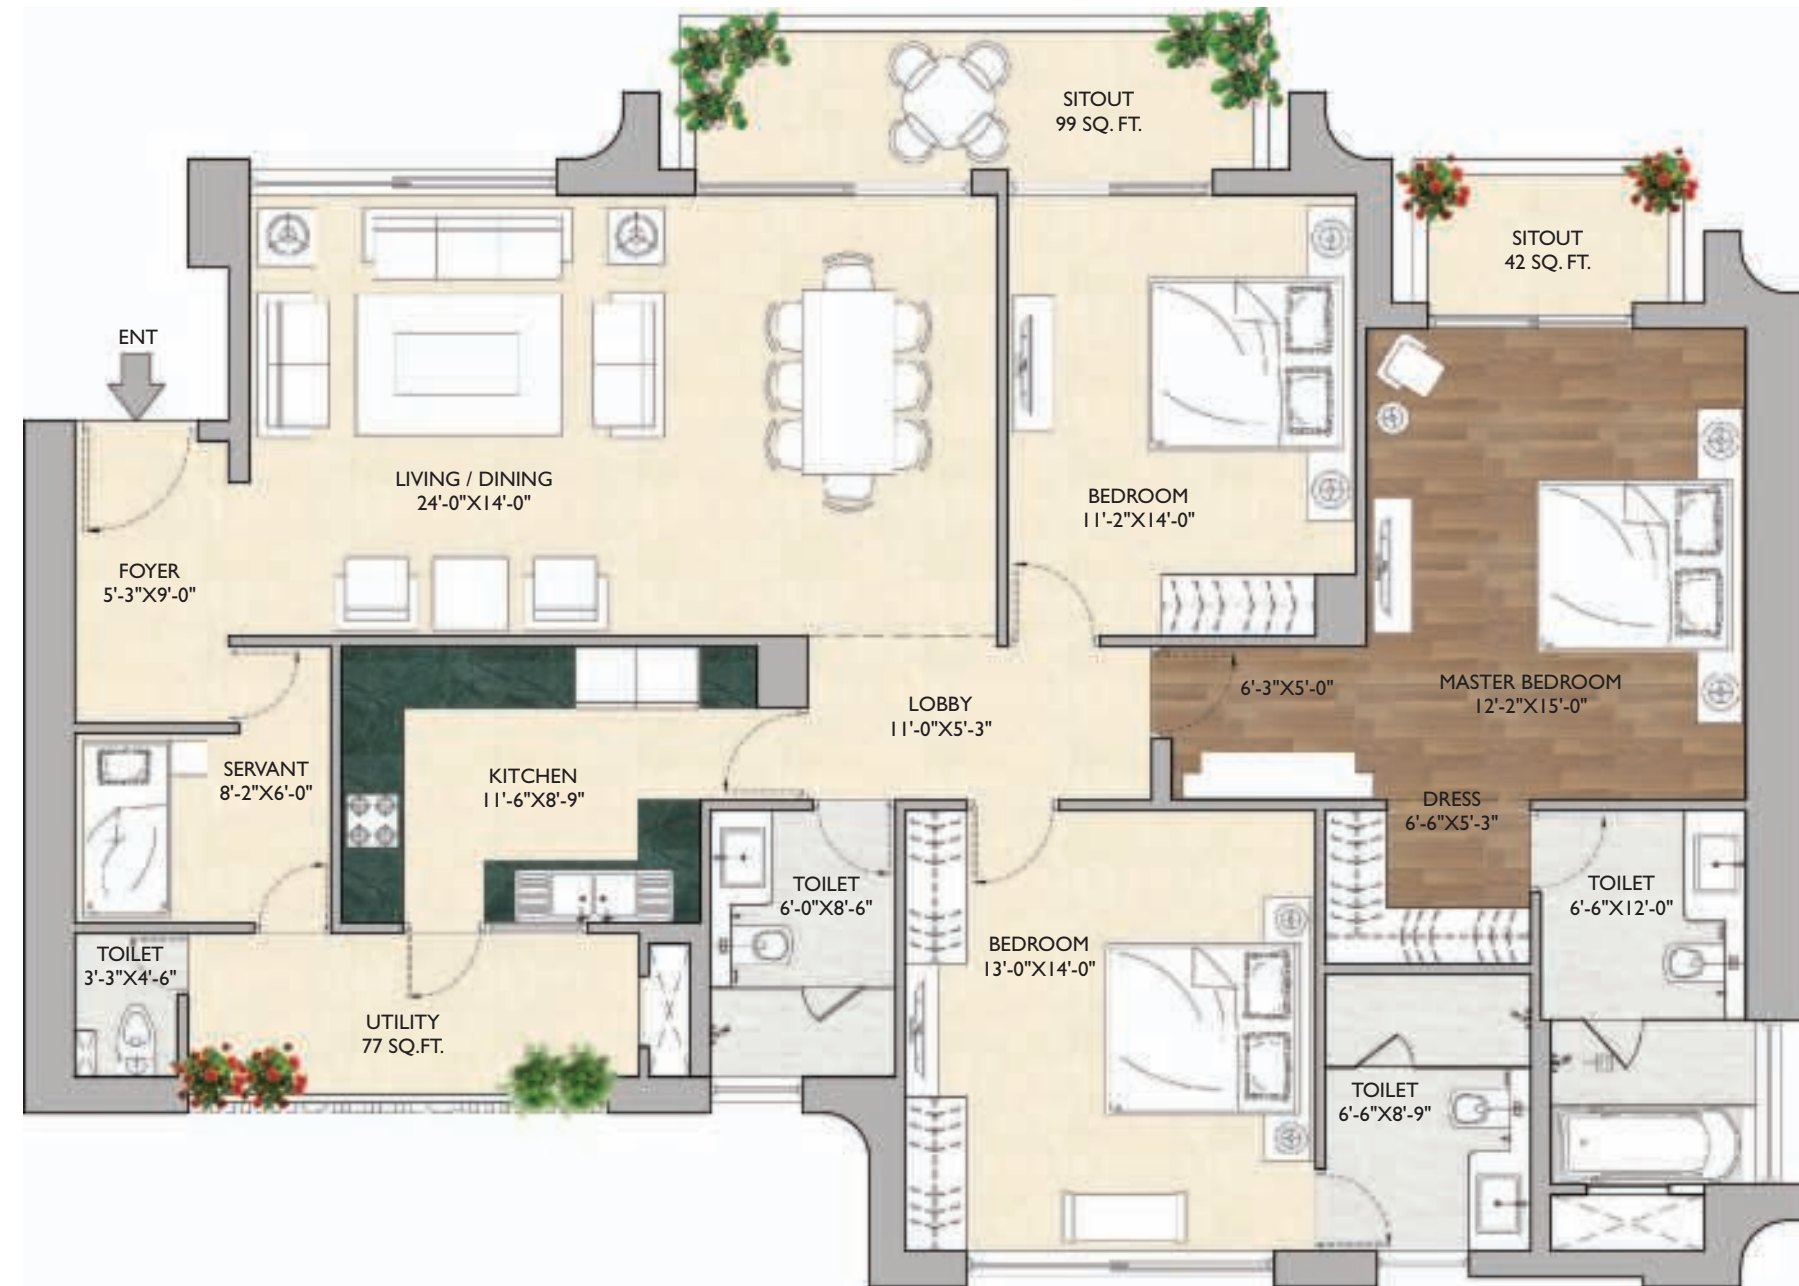 SITOUT
99 SQ. FT.
SITOUT
42 SQ. FT.
ENT
LIVING / DINING
24'-0"X14'-0"
BEDROOM
11'-2"X14'-0"
FOYER
5'-3"X9'-0"
6'-3"X5'-0"
MASTER BEDROOM
12'-2"X15'-0"
LOBBY
11'-0"X5'-3"
SERVANT
8'-2"X6'-0"
KITCHEN
11'-6"X8'-9"
DRESS
6'-6"X5'-3"
TOILET
6'-0"X8'-6"
TOILET
6'-6"X12'-0"
TOILET
3'-3"X4'-6"
BEDROOM
13'-0"X14'-0"
UTILITY
77 SQ.FT.
TOILET
6'-6"X8'-9"